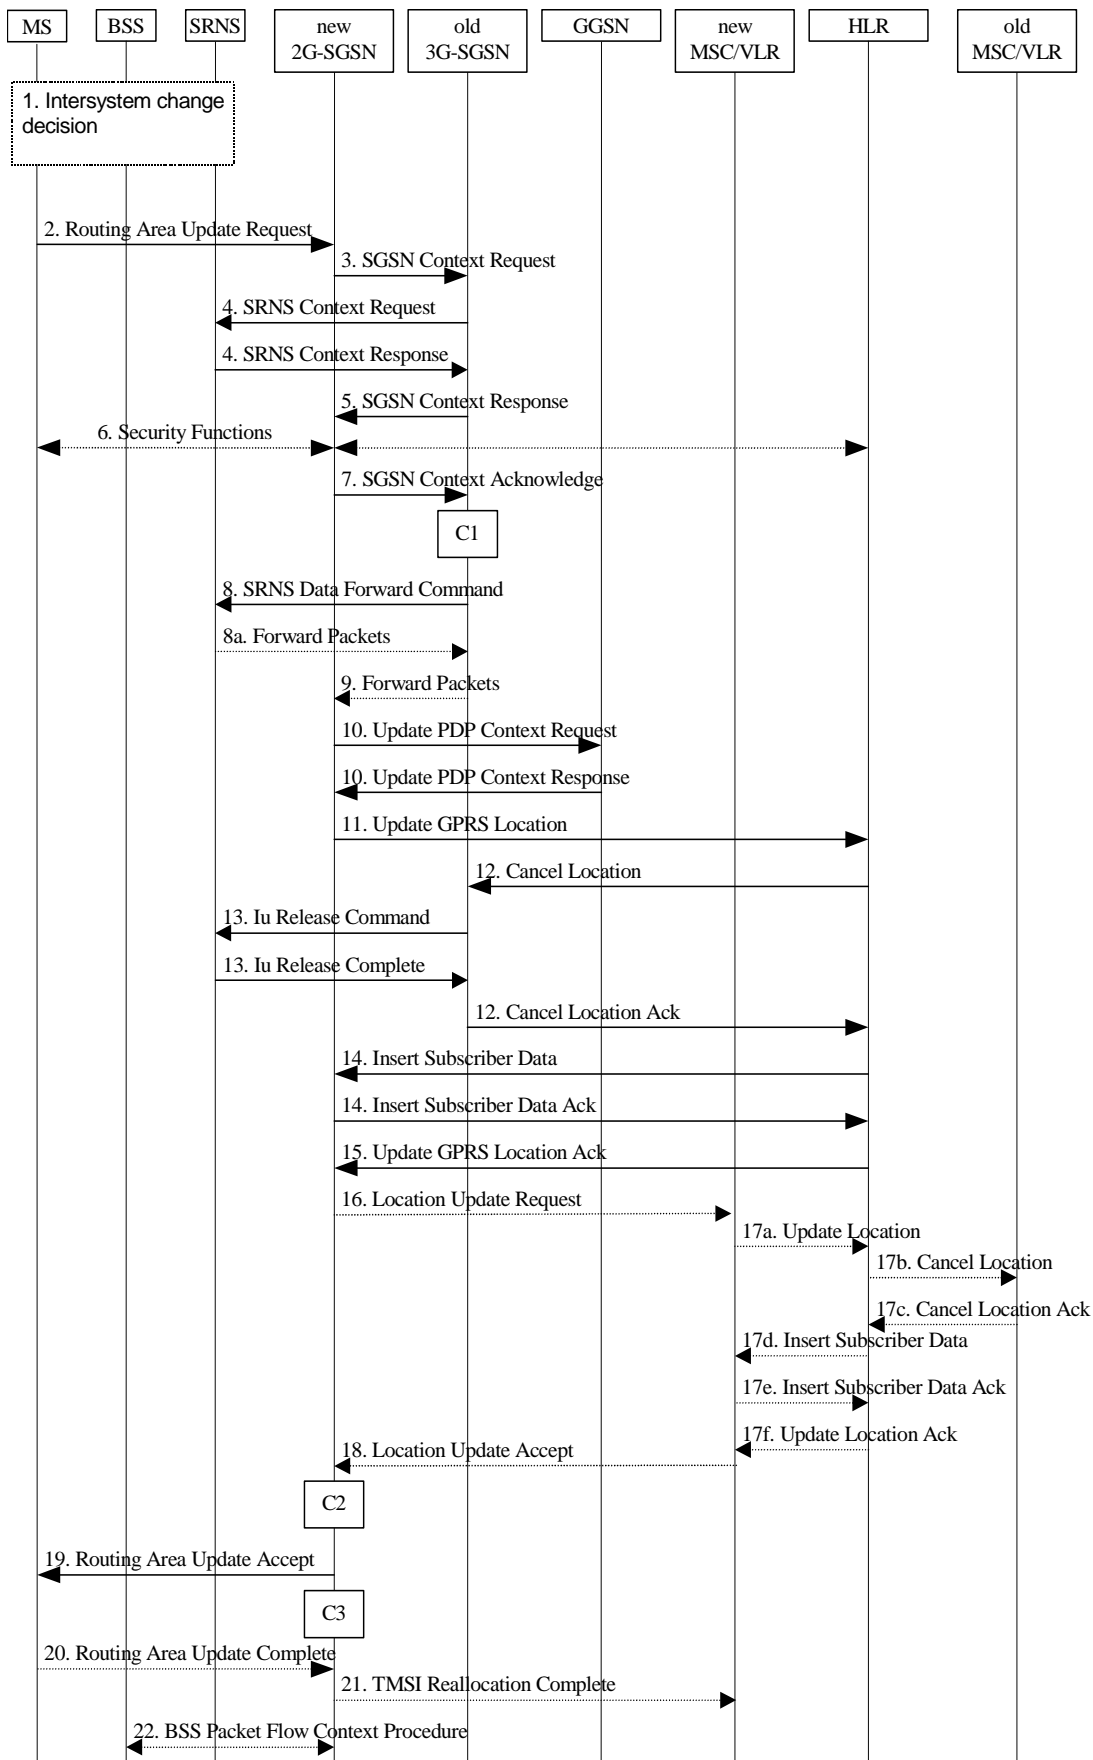 MS
BSS
SRNS
new
2G-SGSN
old
3G-SGSN
GGSN
new
MSC/VLR
HLR
old
MSC/VLR
1. Intersystem change
decision
2. Routing Area Update Request
3. SGSN Context Request
4. SRNS Context Request
4. SRNS Context Response
5. SGSN Context Response
6. Security Functions
7. SGSN Context Acknowledge
C1
8. SRNS Data Forward Command
8a. Forward Packets
9. Forward Packets
10. Update PDP Context Request
10. Update PDP Context Response
11. Update GPRS Location
12. Cancel Location
13. Iu Release Command
13. Iu Release Complete
12. Cancel Location Ack
14. Insert Subscriber Data
14. Insert Subscriber Data Ack
15. Update GPRS Location Ack
16. Location Update Request
17a. Update Location
17b. Cancel Location
17c. Cancel Location Ack
17d. Insert Subscriber Data
17e. Insert Subscriber Data Ack
17f. Update Location Ack
18. Location Update Accept
C2
19. Routing Area Update Accept
C3
20. Routing Area Update Complete
21. TMSI Reallocation Complete
22. BSS Packet Flow Context Procedure